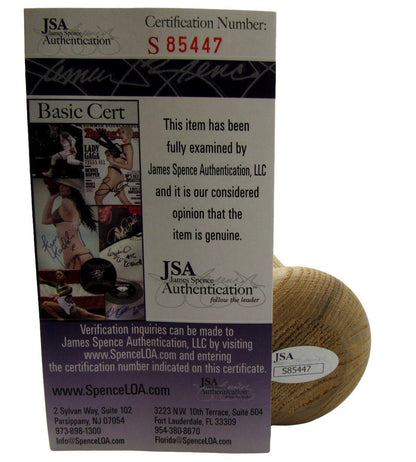 JSA
James Spence
Authentication
Certification Number:
S 85447
Basic Cert
LADY GAGA
This item has been
fully examined by
James Spence Authentication, LLC
and it is our considered
opinion that the
item is genuine.
JSA
James Spence
Authentication
follow the leader
Verification inquiries can be made to
James Spence Authentication, LLC by visiting
www.SpenceLOA.com and entering
the certification number indicated on this certificate.
www.SpenceLOA.com
JSA
2 Sylvan Way, Suite 102
Parsippany, NJ 07054
973-898-1300
Info@SpenceLOA.com
3223 N.W. 10th Terrace, Suite 604
Fort Lauderdale, FL 33309
954-380-8670
Florida@SpenceLOA.com
JSA
S85447